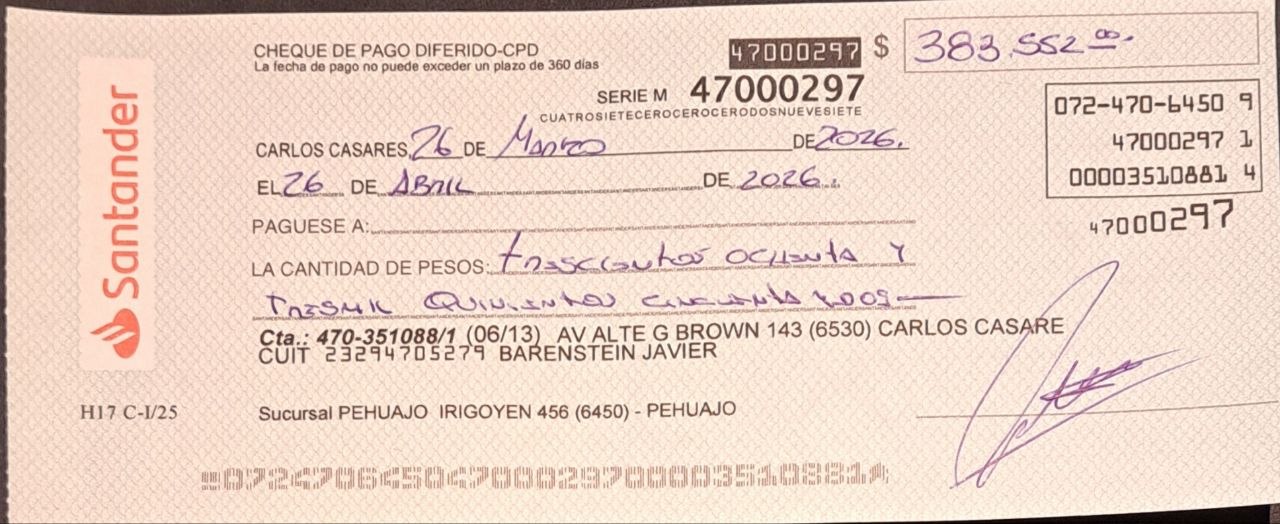 Santander
CHEQUE DE PAGO DIFERIDO-CPD
La fecha de pago no puede exceder un plazo de 360 días
47000297 $ 383.552 00.
SERIE M 47000297
CUATROSIETECEROCEROCERODOSNUEVESIETE
072-470-6450 9
47000297 1
00003510881 4
47000297
CARLOS CASARES, 26 DE Marzo DE 2026.
EL 26 DE ABRIL DE 2026.
PAGUESE A:
LA CANTIDAD DE PESOS: trescientos ochenta y
tresmil quinientos cincuenta y dos
Cta.: 470-351088/1 (06/13) AV ALTE G BROWN 143 (6530) CARLOS CASARE
CUIT 23294705279 BARENSTEIN JAVIER
H17 C-I/25
Sucursal PEHUAJO IRIGOYEN 456 (6450) - PEHUAJO
07247064504700029700003510881